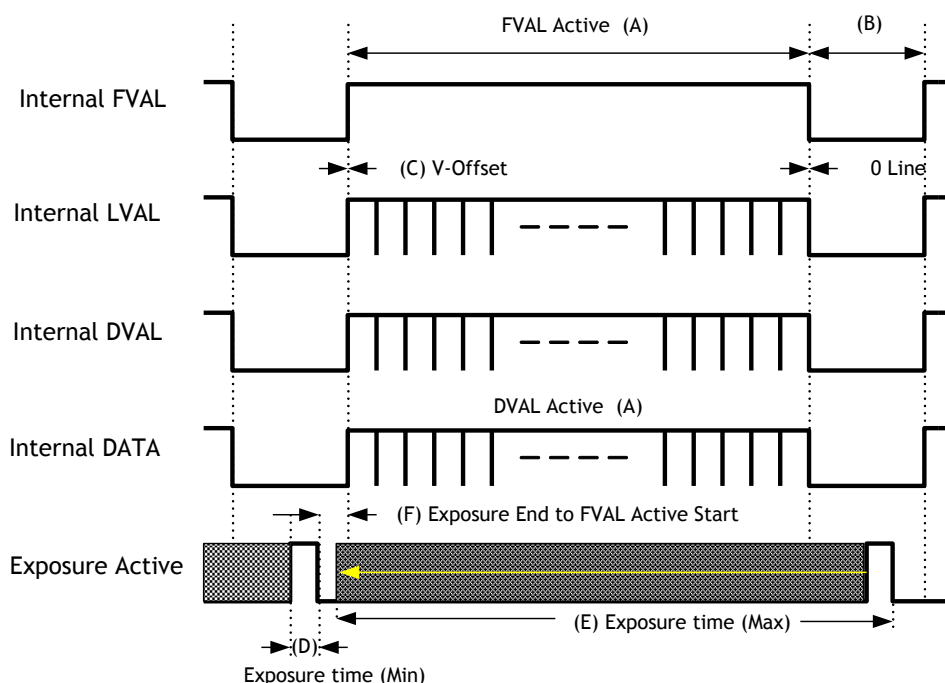 FVAL Active (A)
(B)
Internal FVAL
(C) V-Offset
0 Line
Internal LVAL
Internal DVAL
DVAL Active (A)
Internal DATA
(F) Exposure End to FVAL Active Start
Exposure Active
(E) Exposure time (Max)
(D)
Exposure time (Min)